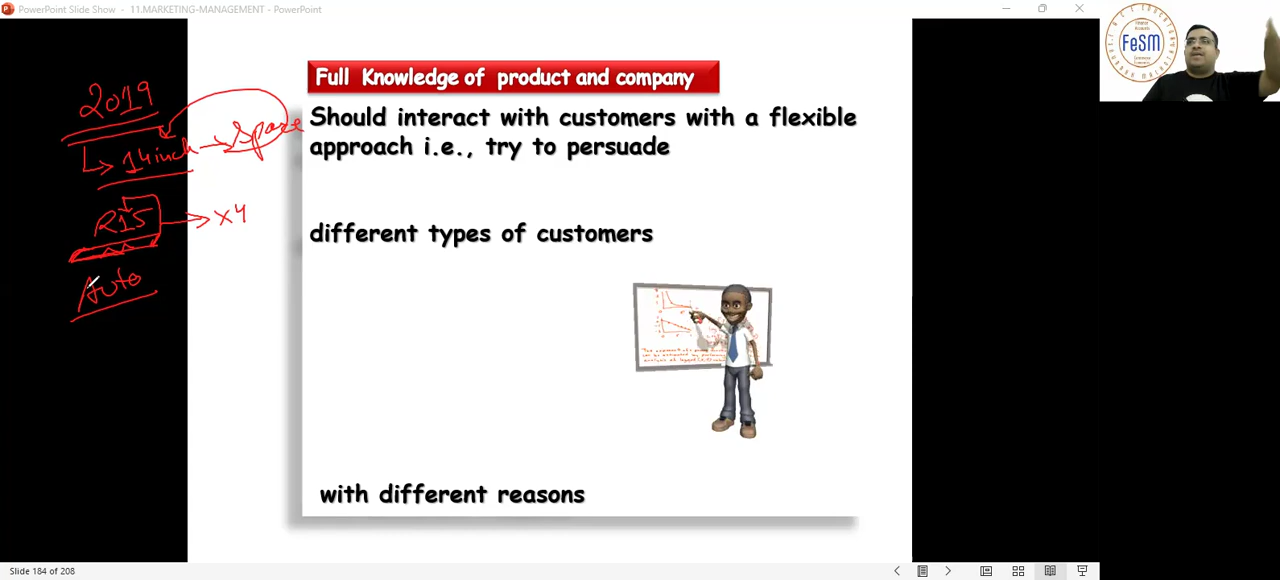 PowerPoint Slide Show - 11.MARKETING-MANAGEMENT - PowerPoint
FeSM
2019
14 inch → Space
R15 → x4
Auto
Full Knowledge of product and company
Should interact with customers with a flexible
approach i.e., try to persuade
different types of customers
with different reasons
Slide 184 of 208